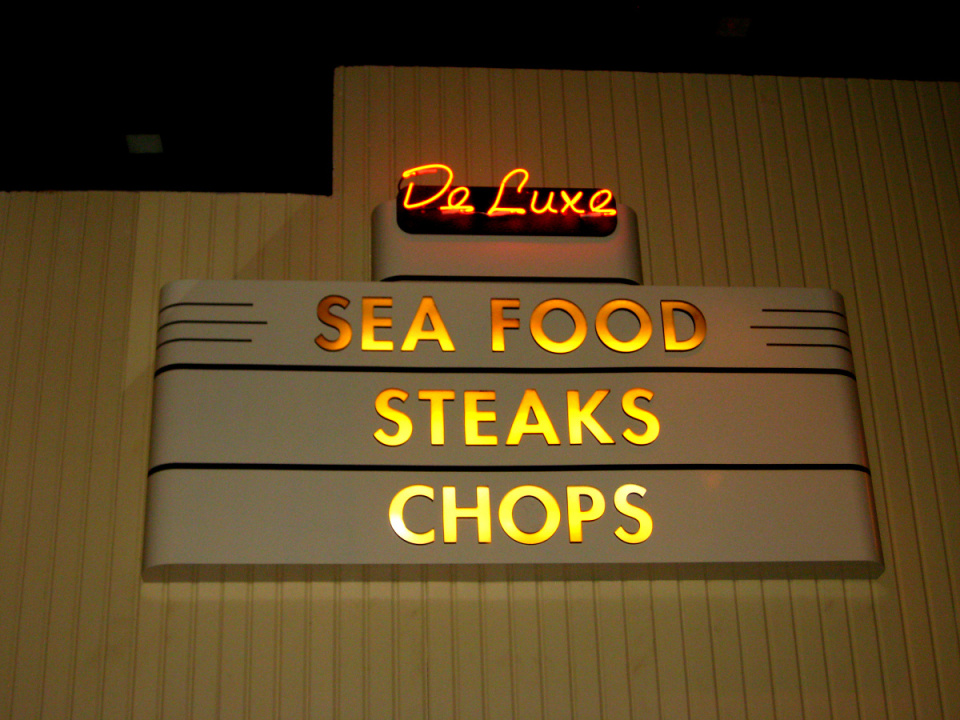 De Luxe
SEA FOOD
STEAKS
CHOPS